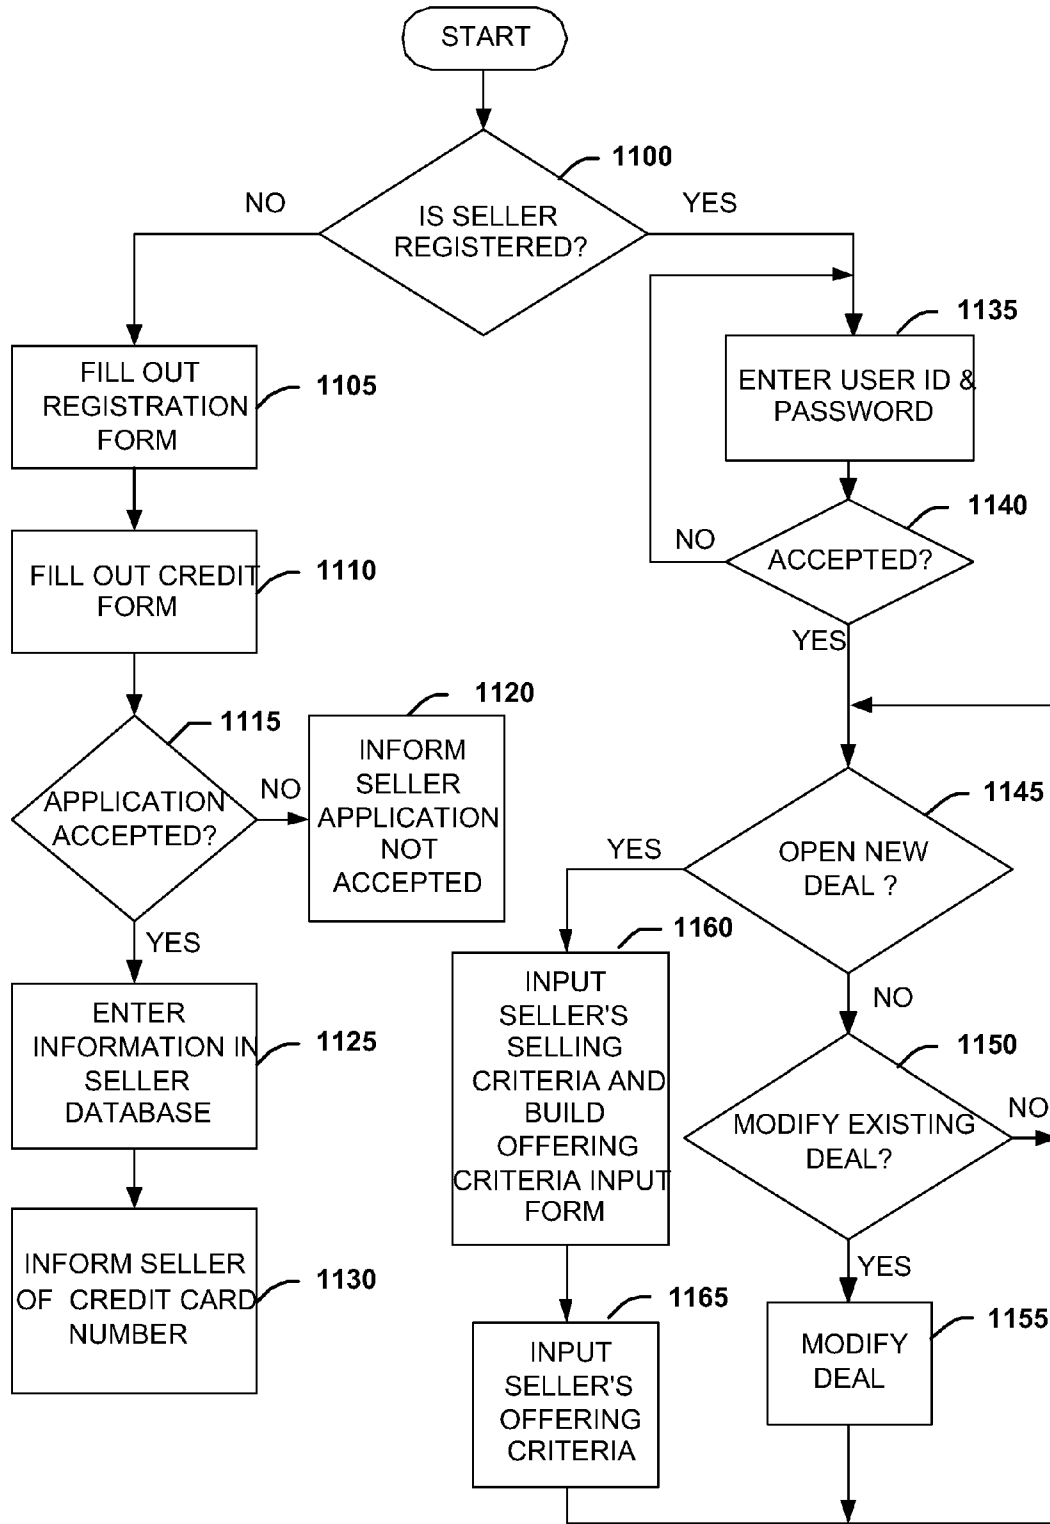 START
1100
NO
YES
IS SELLER
REGISTERED?
1135
FILL OUT
REGISTRATION
FORM
1105
ENTER USER ID &
PASSWORD
1140
NO
ACCEPTED?
FILL OUT CREDIT
FORM
1110
YES
1120
1115
INFORM
SELLER
APPLICATION
NOT
ACCEPTED
NO
APPLICATION
ACCEPTED?
1145
YES
OPEN NEW
DEAL ?
YES
1160
NO
ENTER
INFORMATION IN
SELLER
DATABASE
1125
INPUT
SELLER'S
SELLING
CRITERIA AND
BUILD
OFFERING
CRITERIA INPUT
FORM
1150
NO
MODIFY EXISTING
DEAL?
YES
INFORM SELLER
OF CREDIT CARD
NUMBER
1130
1165
1155
INPUT
SELLER'S
OFFERING
CRITERIA
MODIFY
DEAL